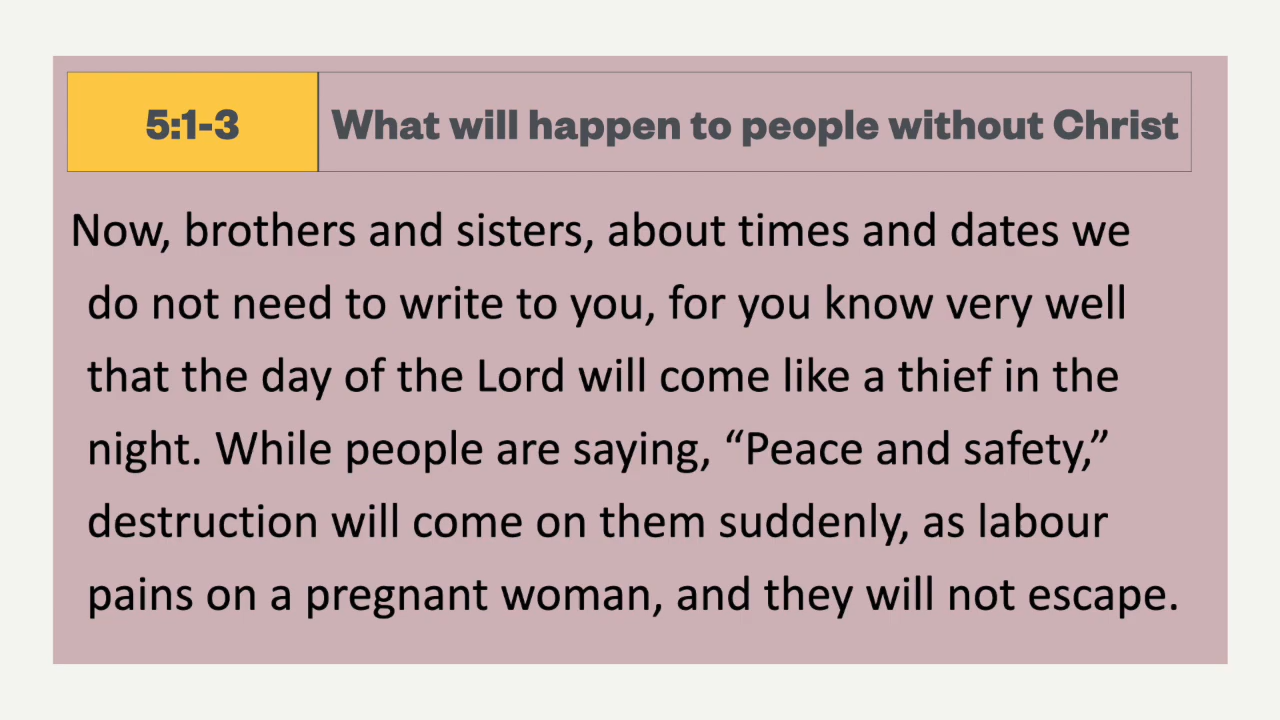 5:1-3
What will happen to people without Christ
Now, brothers and sisters, about times and dates we
do not need to write to you, for you know very well
that the day of the Lord will come like a thief in the
night. While people are saying, “Peace and safety,”
destruction will come on them suddenly, as labour
pains on a pregnant woman, and they will not escape.